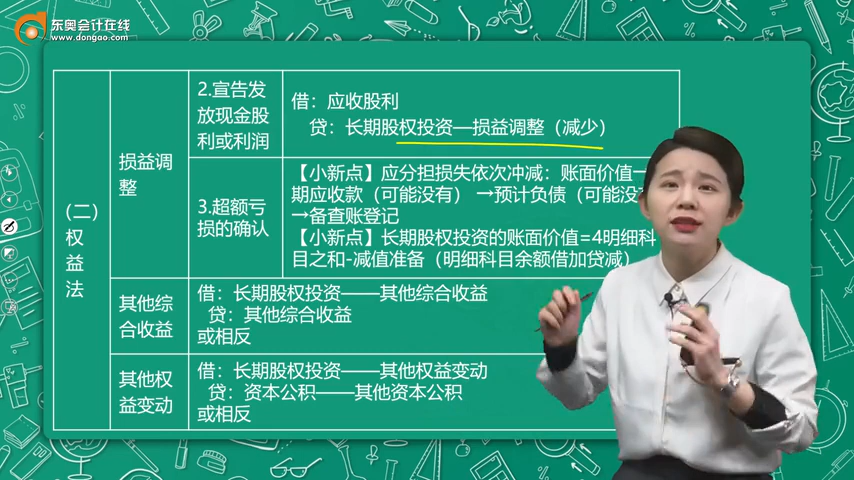 东奥会计在线
www.dongao.com
(二)权益法
损益调整
2.宣告发放现金股利或利润
借：应收股利
贷：长期股权投资—损益调整（减少）
3.超额亏损的确认
【小新点】应分担损失依次冲减：账面价值
期应收款（可能没有）→预计负债（可能没
→备查账登记
【小新点】长期股权投资的账面价值=4明细科
目之和-减值准备（明细科目余额借加贷减）
其他综合收益
借：长期股权投资——其他综合收益
贷：其他综合收益
或相反
其他权益变动
借：长期股权投资——其他权益变动
贷：资本公积——其他资本公积
或相反